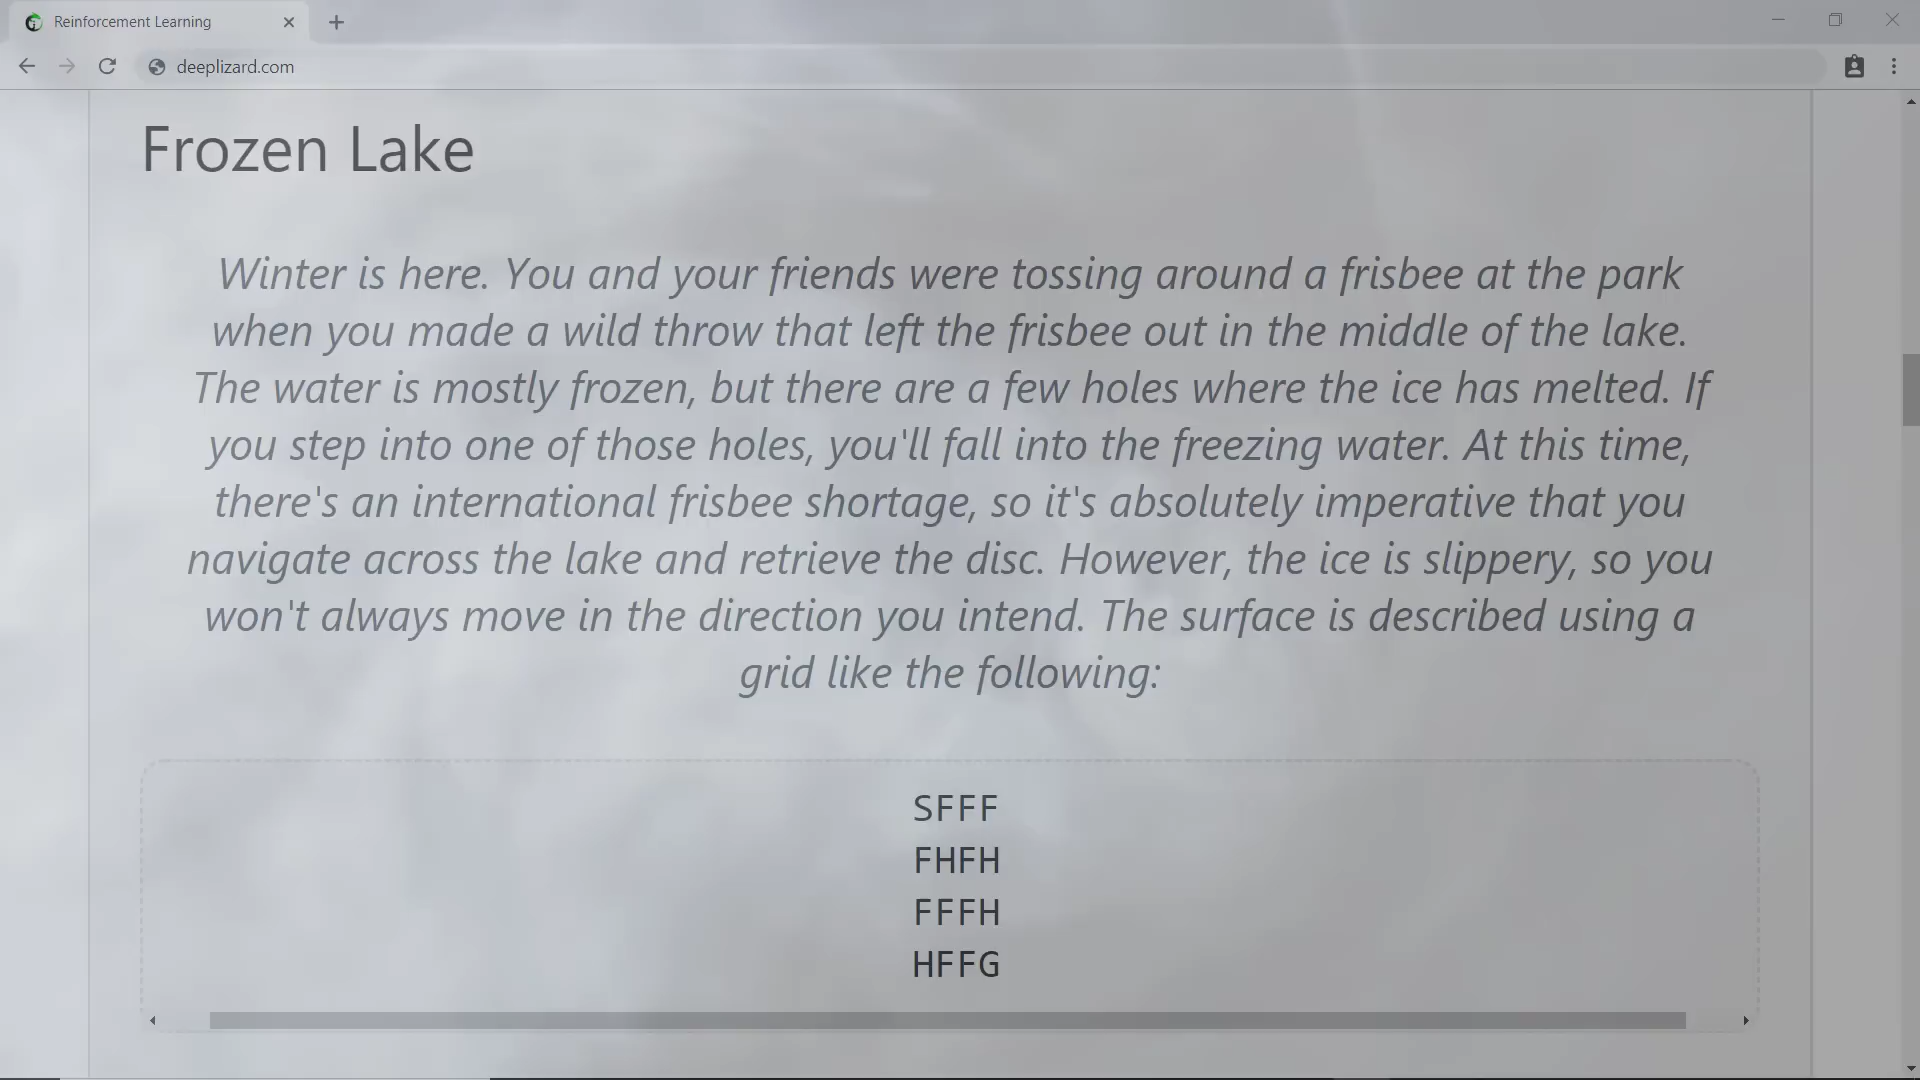 Reinforcement Learning
deeplizard.com
Frozen Lake
Winter is here. You and your friends were tossing around a frisbee at the park
when you made a wild throw that left the frisbee out in the middle of the lake.
The water is mostly frozen, but there are a few holes where the ice has melted. If
you step into one of those holes, you'll fall into the freezing water. At this time,
there's an international frisbee shortage, so it's absolutely imperative that you
navigate across the lake and retrieve the disc. However, the ice is slippery, so you
won't always move in the direction you intend. The surface is described using a
grid like the following:
SFFF
FHFH
FFFH
HFFG